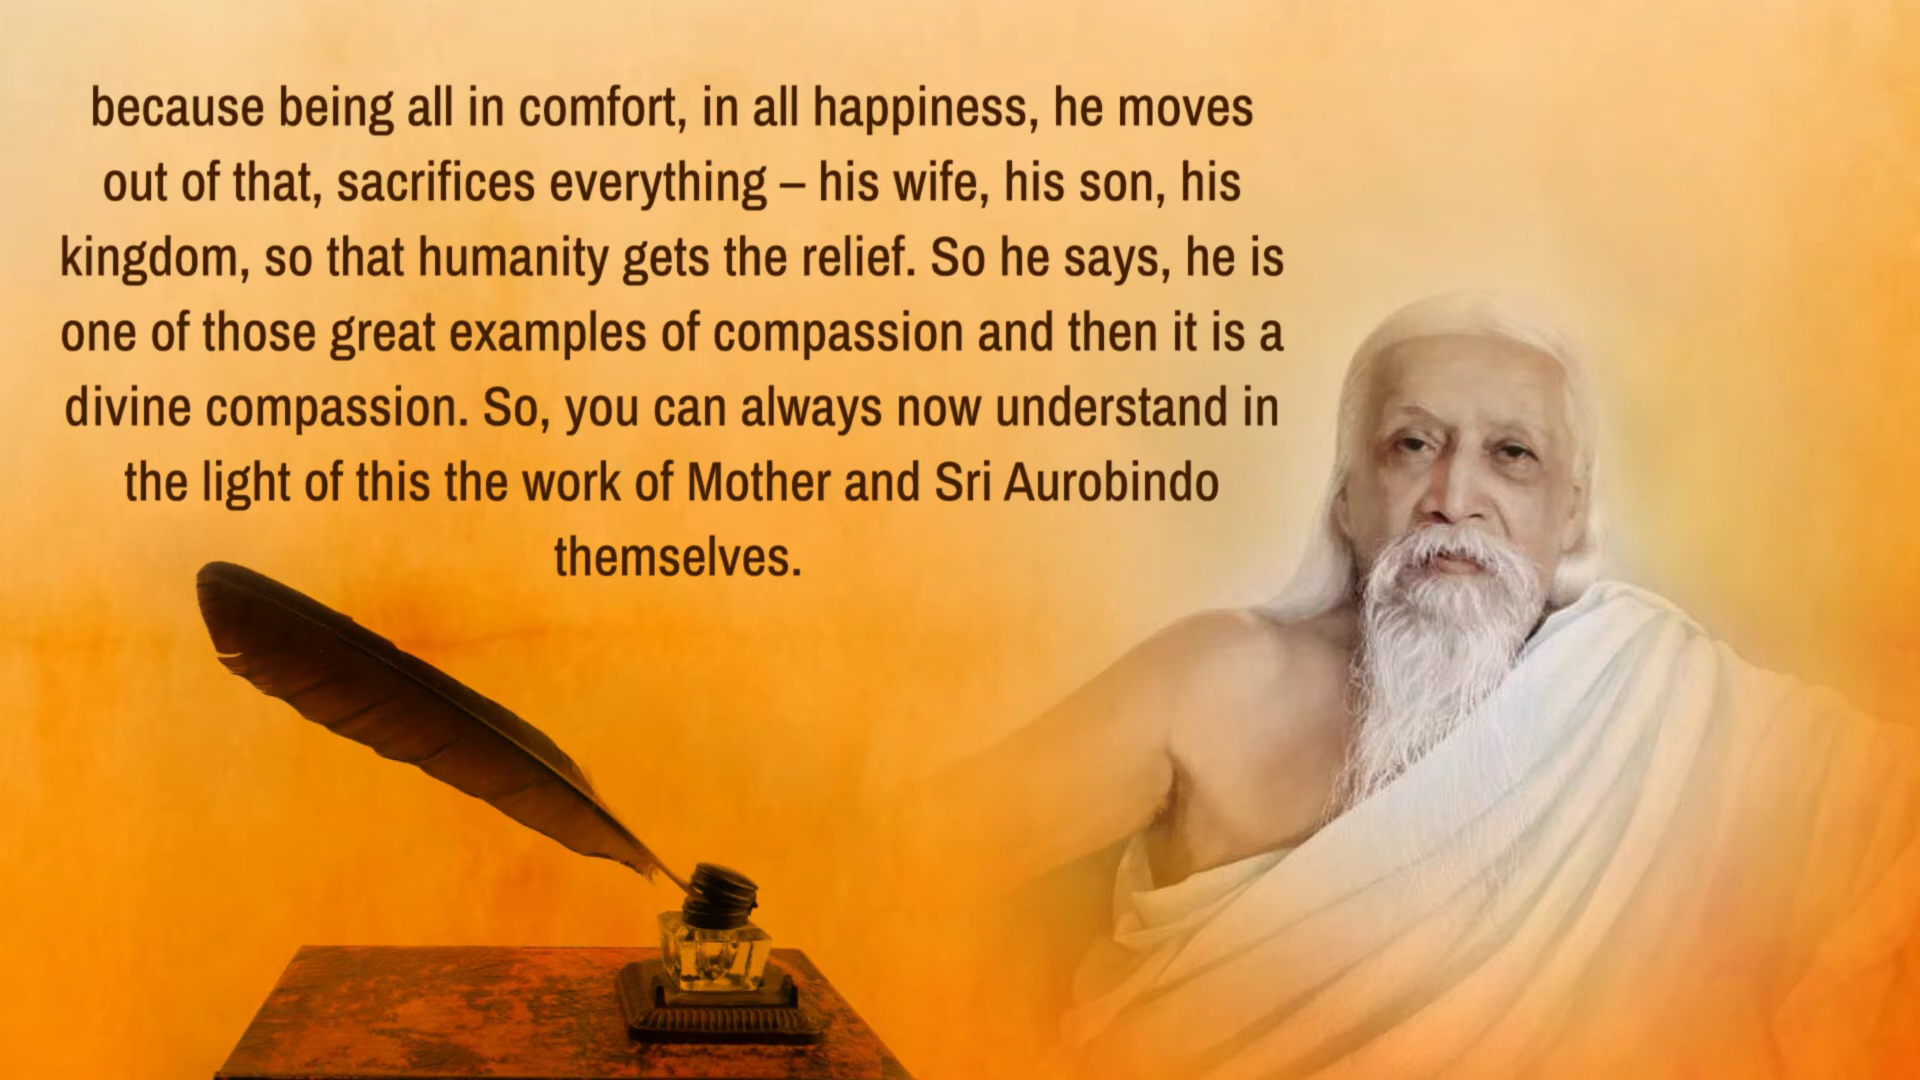 because being all in comfort, in all happiness, he moves
out of that, sacrifices everything – his wife, his son, his
kingdom, so that humanity gets the relief. So he says, he is
one of those great examples of compassion and then it is a
divine compassion. So, you can always now understand in
the light of this the work of Mother and Sri Aurobindo
themselves.